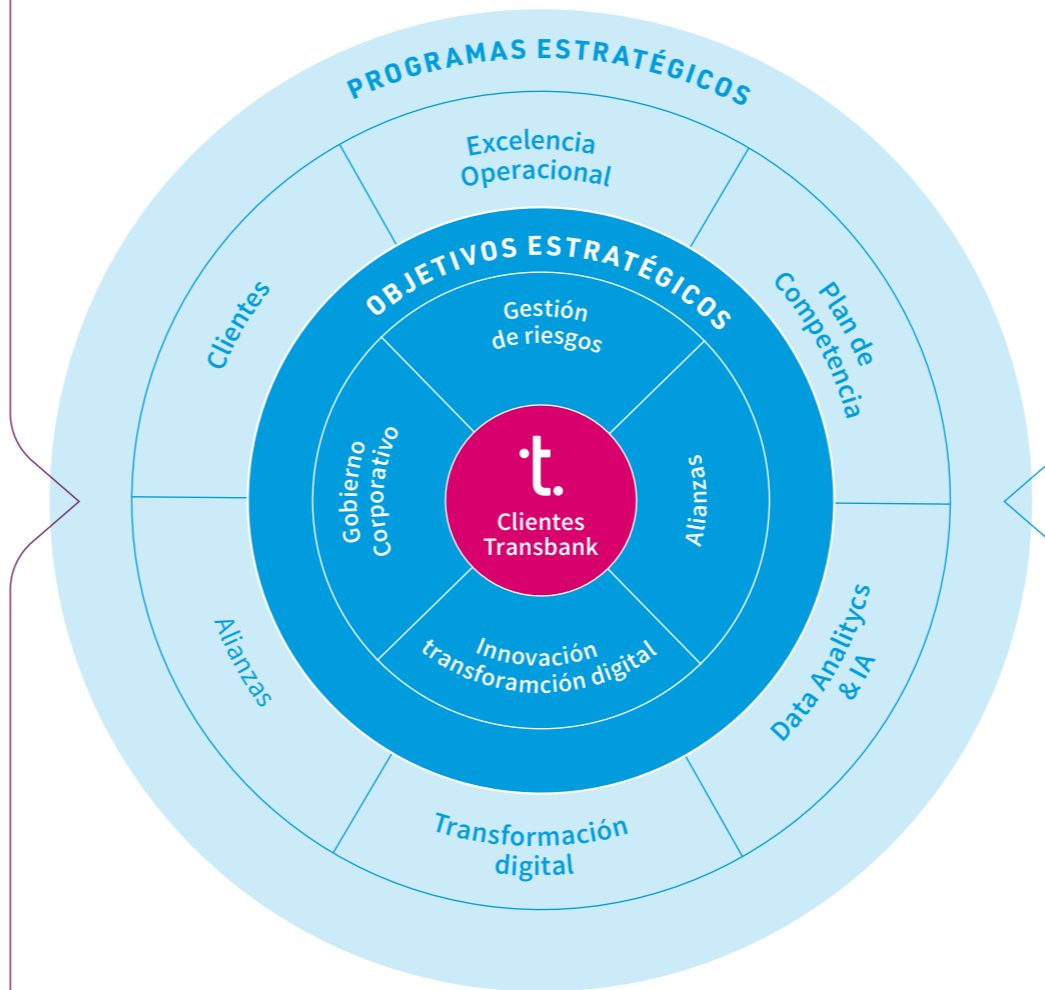 PROGRAMAS ESTRATÉGICOS
Excelencia
Operacional
Clientes
Plan de
Competencia
OBJETIVOS ESTRATÉGICOS
Gestión
de riesgos
Gobierno
Corporativo
t.
Clientes
Transbank
Alianzas
Innovación
transforamción digital
Alianzas
Data Analitycs
& IA
Transformación
digital